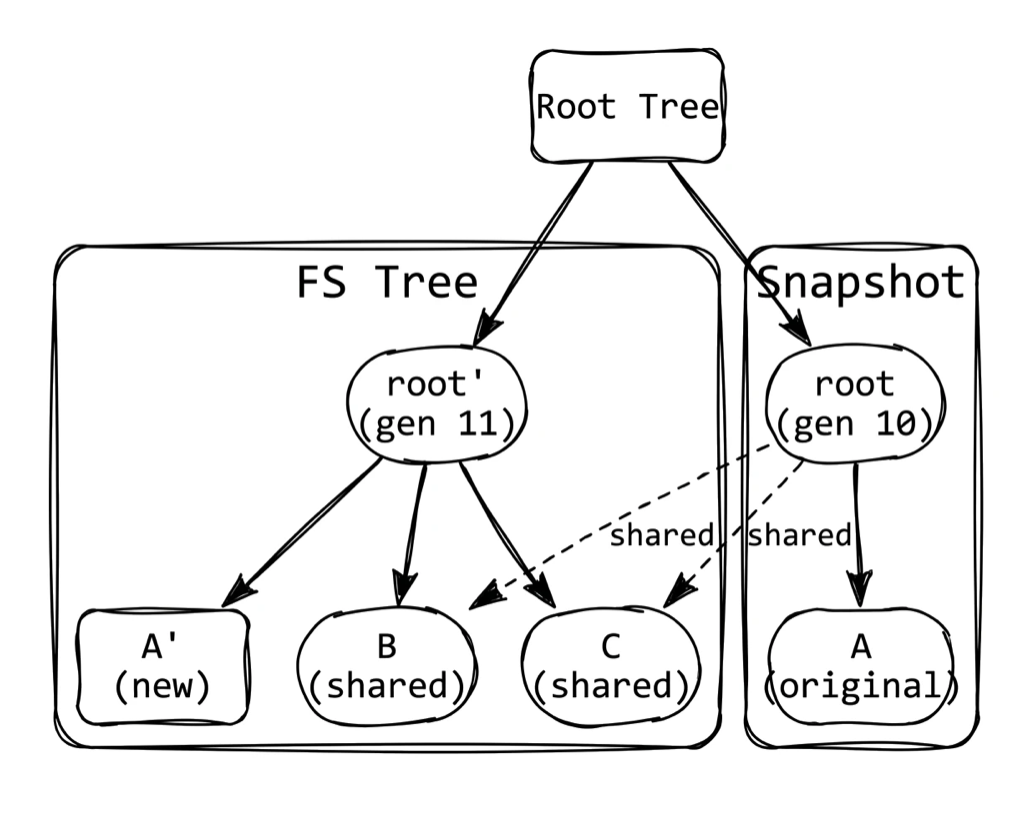 Root Tree
FS Tree
Snapshot
root'
(gen 11)
root
(gen 10)
shared
shared
A'
(new)
B
(shared)
C
(shared)
A
(original)